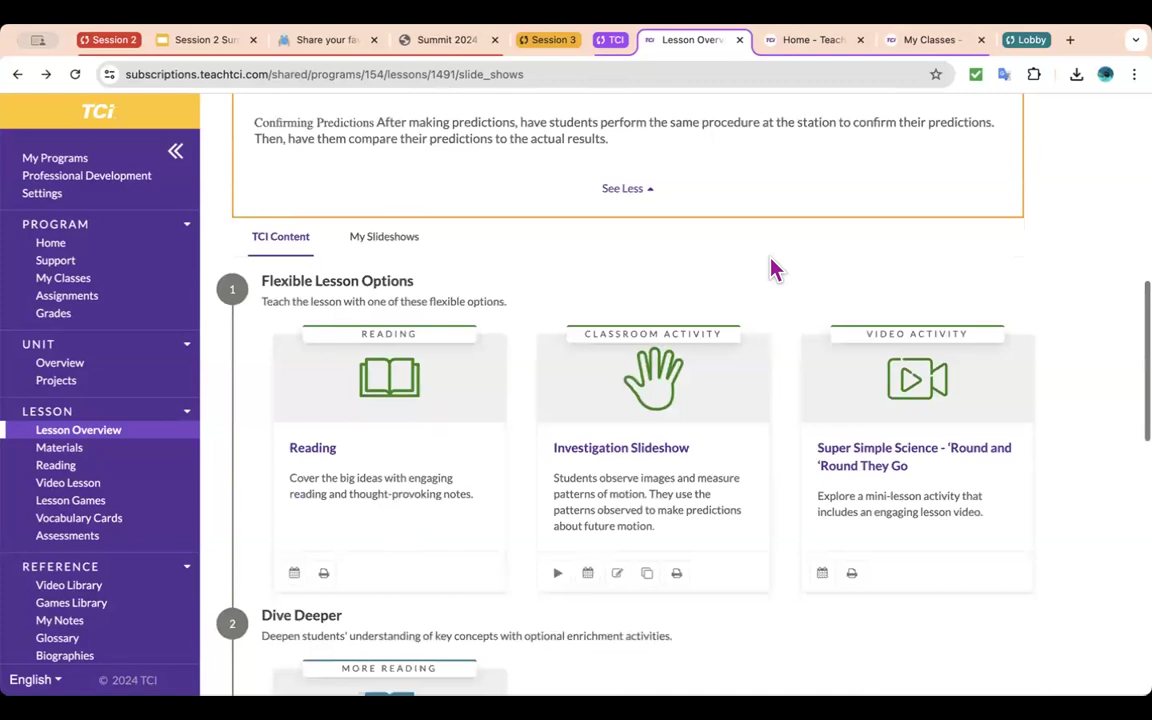 Session 2
Session 2 Sum
Share your fas
Summit 2024
Session 3
TCI
Lesson Overv
Home - Teach
My Classes -
Lobby
subscriptions.teachtci.com/shared/programs/154/lessons/1491/slide_shows
TCi
My Programs
Professional Development
Settings
PROGRAM
Home
Support
My Classes
Assignments
Grades
UNIT
Overview
Projects
LESSON
Lesson Overview
Materials
Reading
Video Lesson
Lesson Games
Vocabulary Cards
Assessments
REFERENCE
Video Library
Games Library
My Notes
Glossary
Biographies
English
© 2024 TCI
Confirming Predictions After making predictions, have students perform the same procedure at the station to confirm their predictions.
Then, have them compare their predictions to the actual results.
See Less
TCI Content
My Slideshows
1
Flexible Lesson Options
Teach the lesson with one of these flexible options.
READING
Reading
Cover the big ideas with engaging
reading and thought-provoking notes.
CLASSROOM ACTIVITY
Investigation Slideshow
Students observe images and measure
patterns of motion. They use the
patterns observed to make predictions
about future motion.
VIDEO ACTIVITY
Super Simple Science - 'Round and
'Round They Go
Explore a mini-lesson activity that
includes an engaging lesson video.
2
Dive Deeper
Deepen students' understanding of key concepts with optional enrichment activities.
MORE READING